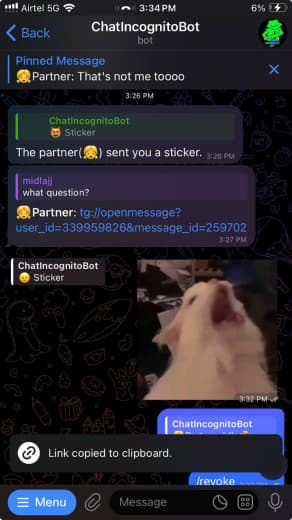 Airtel 5G 3:34 PM 6%
Back ChatIncognitoBot
bot
Pinned Message
Partner: That's not me toooo
3:26 PM
ChatIncognitoBot
Sticker
The partner() sent you a sticker. 3:26 PM
midlajj
what question?
Partner: tg://openmessage?
user_id=339959826&message_id=259702
3:27 PM
ChatIncognitoBot
Sticker
3:32 PM
ChatIncognitoBot
Link copied to clipboard.
/revoke
Menu Message